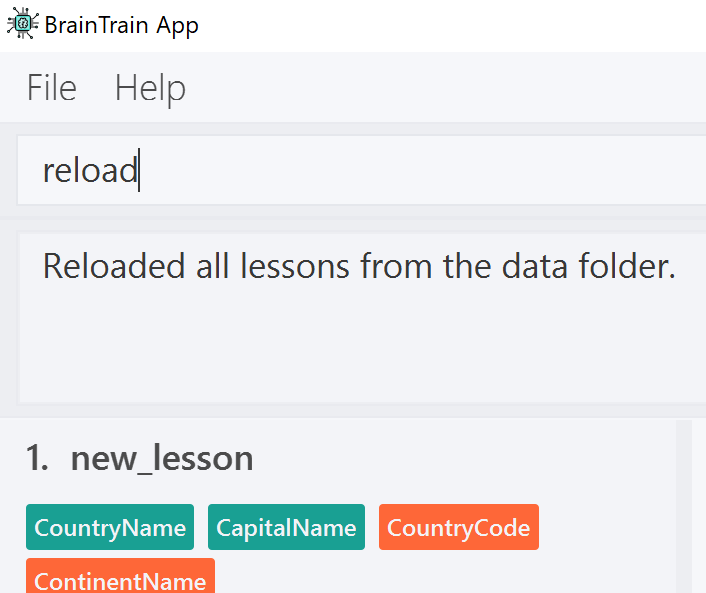 BrainTrain App
File Help
reload
Reloaded all lessons from the data folder.
1. new_lesson
CountryName CapitalName CountryCode
ContinentName